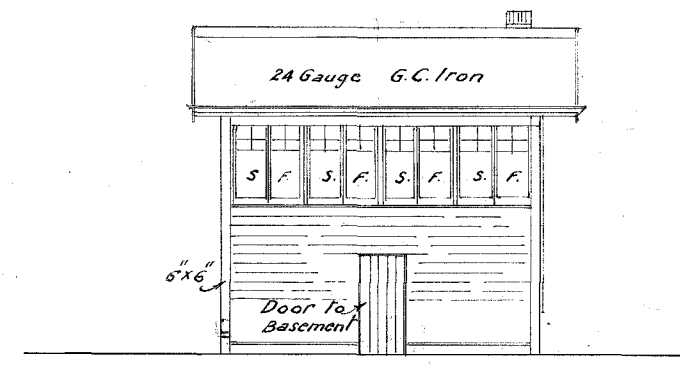 24 Gauge G.C. Iron
S F. S. F. S. F. S. F.
6"x6"
Door to
Basement